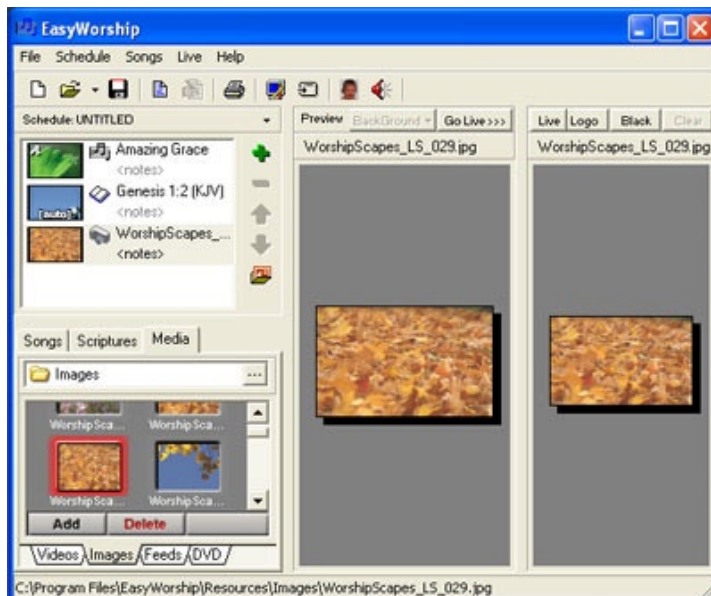 EasyWorship
File Schedule Songs Live Help
Schedule: UNTITLED
Amazing Grace
<notes>
Genesis 1:2 (KJV)
<notes>
[auto]
WorshipScapes_...
<notes>
Preview BackGround Go Live >>>
WorshipScapes_LS_029.jpg
Live Logo Black Clear
WorshipScapes_LS_029.jpg
Songs Scriptures Media
Images ...
WorshipSca... WorshipSca...
WorshipSca... WorshipSca...
Add Delete
Videos Images Feeds DVD
C:\Program Files\EasyWorship\Resources\Images\WorshipScapes_LS_029.jpg